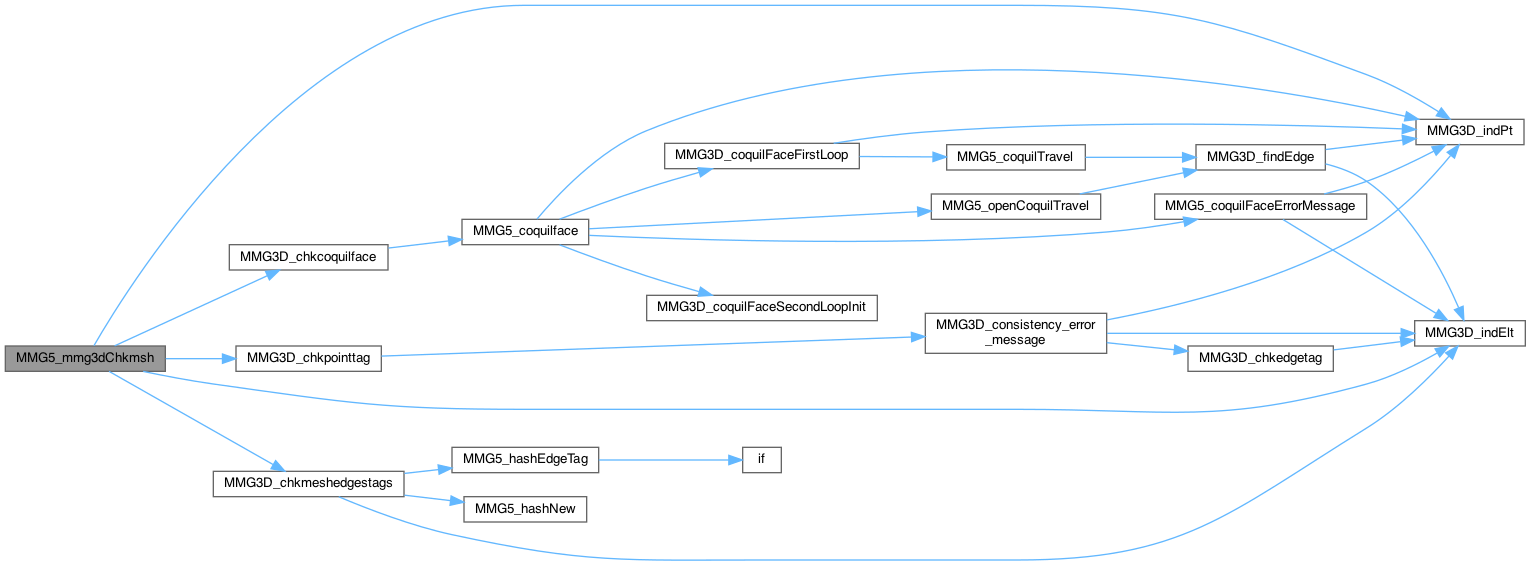 MMG3D_indPt
MMG3D_coquilFaceFirstLoop
MMG5_coquilTravel
MMG3D_findEdge
MMG5_openCoquilTravel
MMG5_coquilFaceErrorMessage
MMG5_coquilface
MMG3D_chkcoquilface
MMG3D_coquilFaceSecondLoopInit
MMG3D_consistency_error
_message
MMG3D_indElt
MMG5_mmg3dChkmsh
MMG3D_chkpointtag
MMG3D_chkedgetag
MMG5_hashEdgeTag
if
MMG3D_chkmeshedgestags
MMG5_hashNew